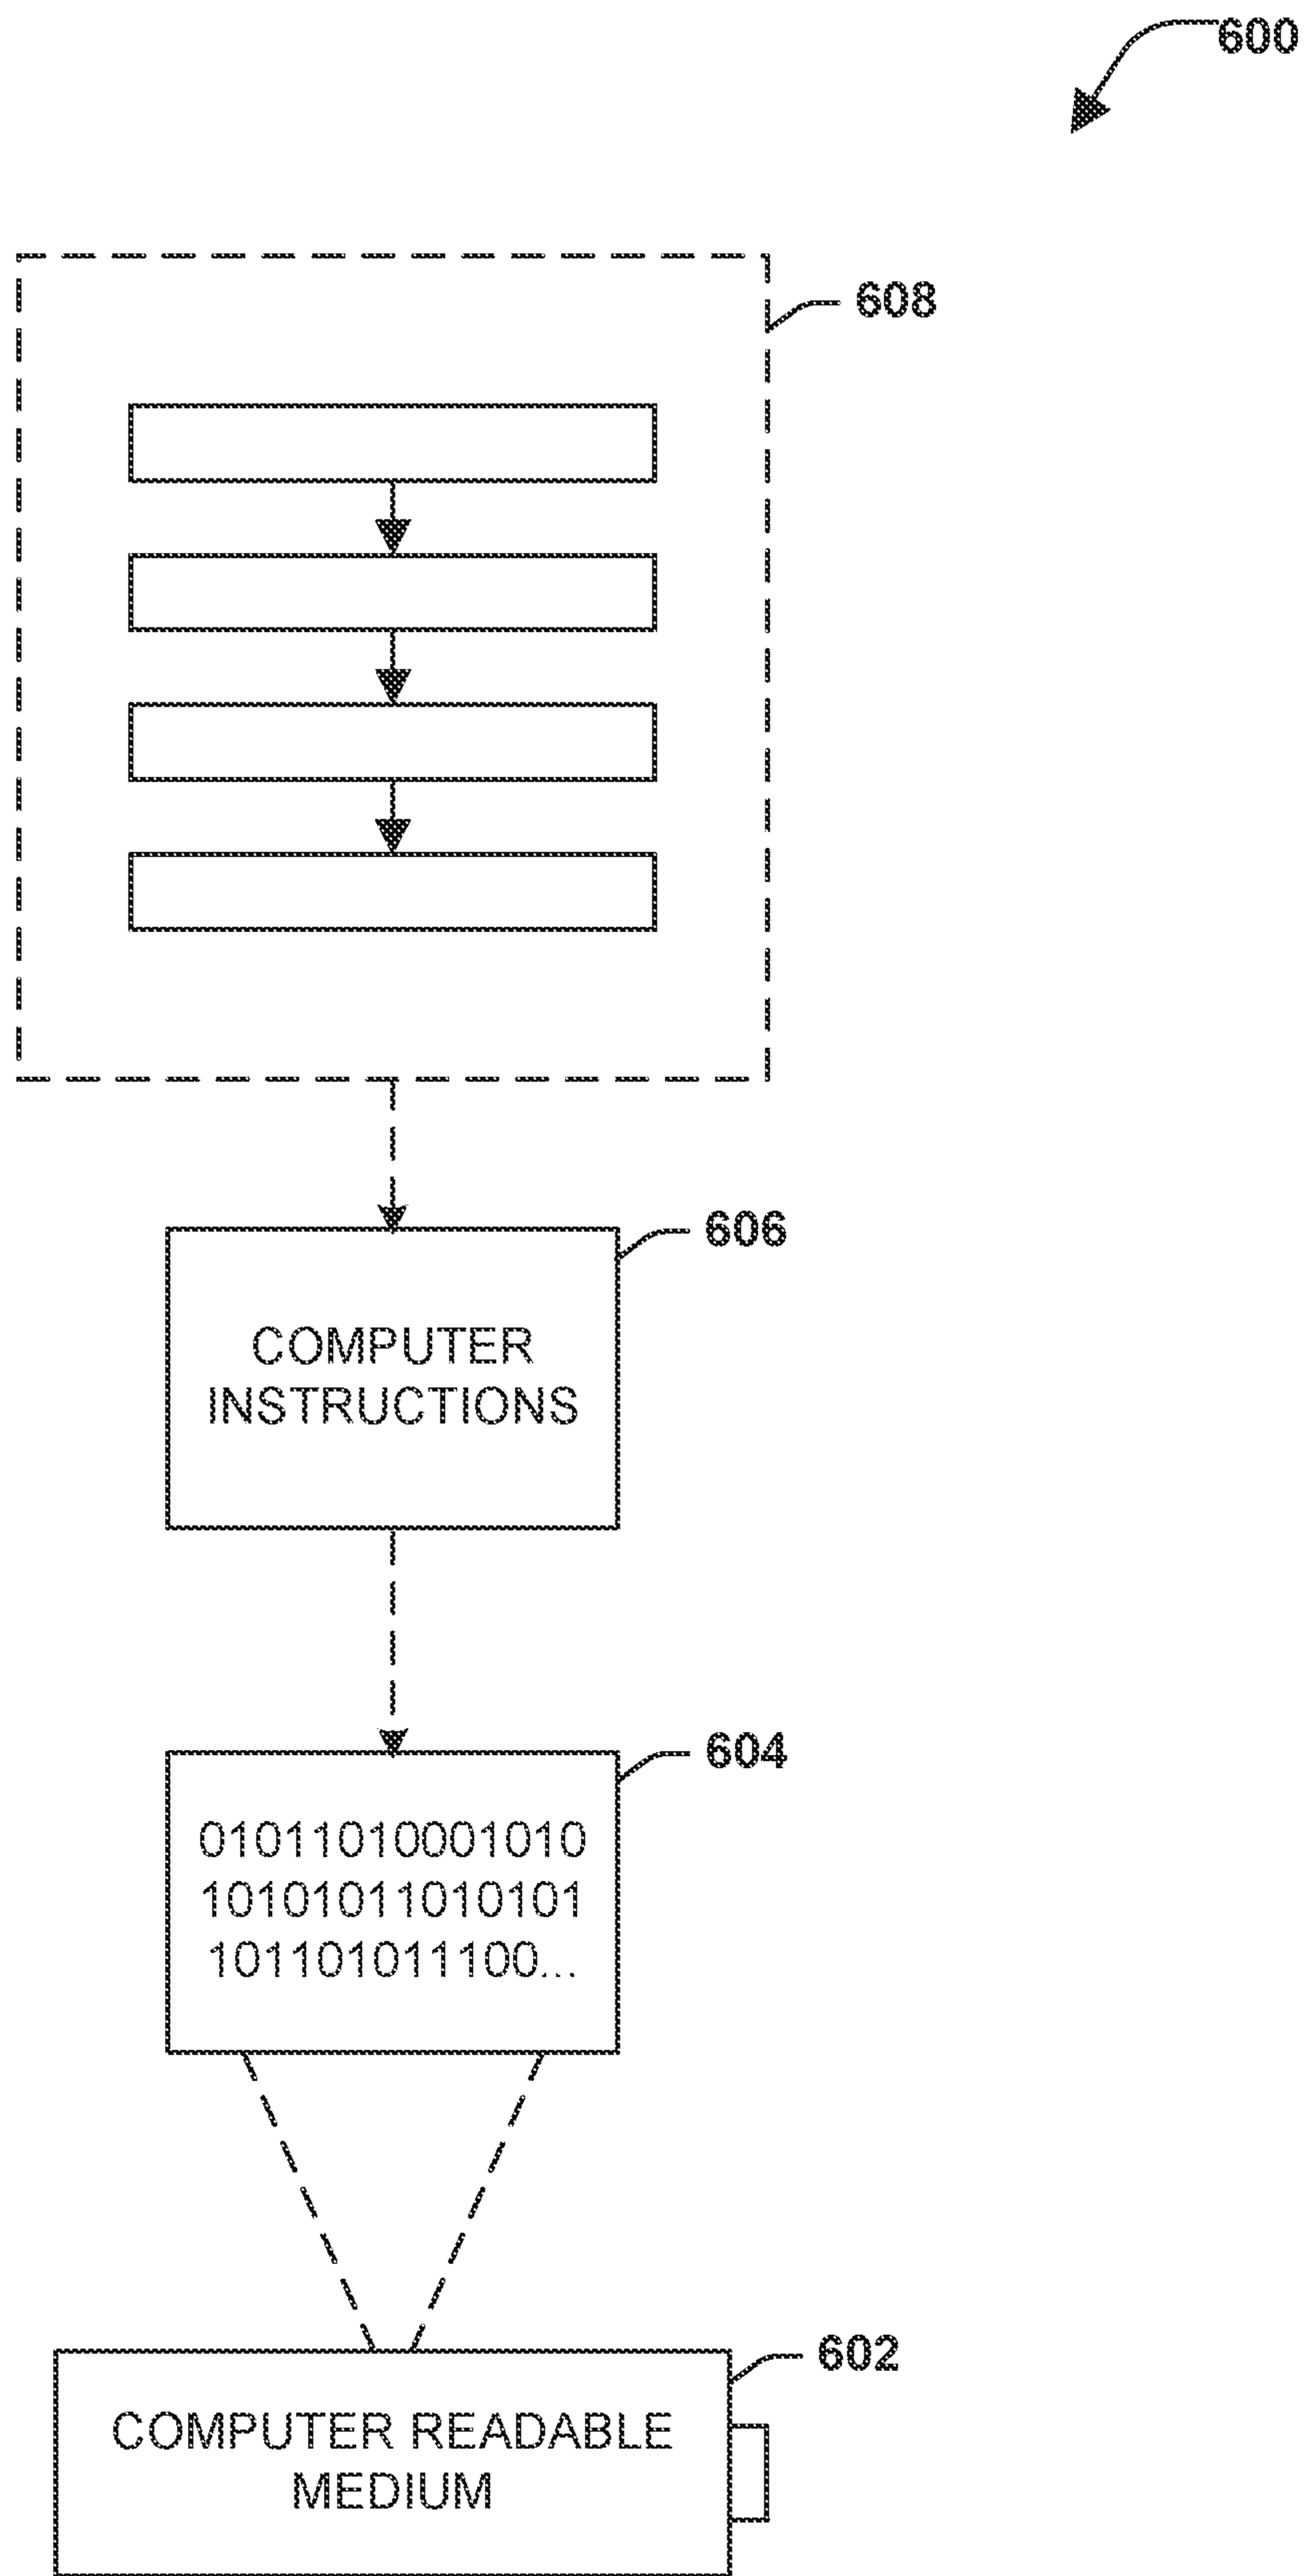 600
608
606
COMPUTER
INSTRUCTIONS
604
01011010001010
10101011010101
101101011100...
602
COMPUTER READABLE
MEDIUM